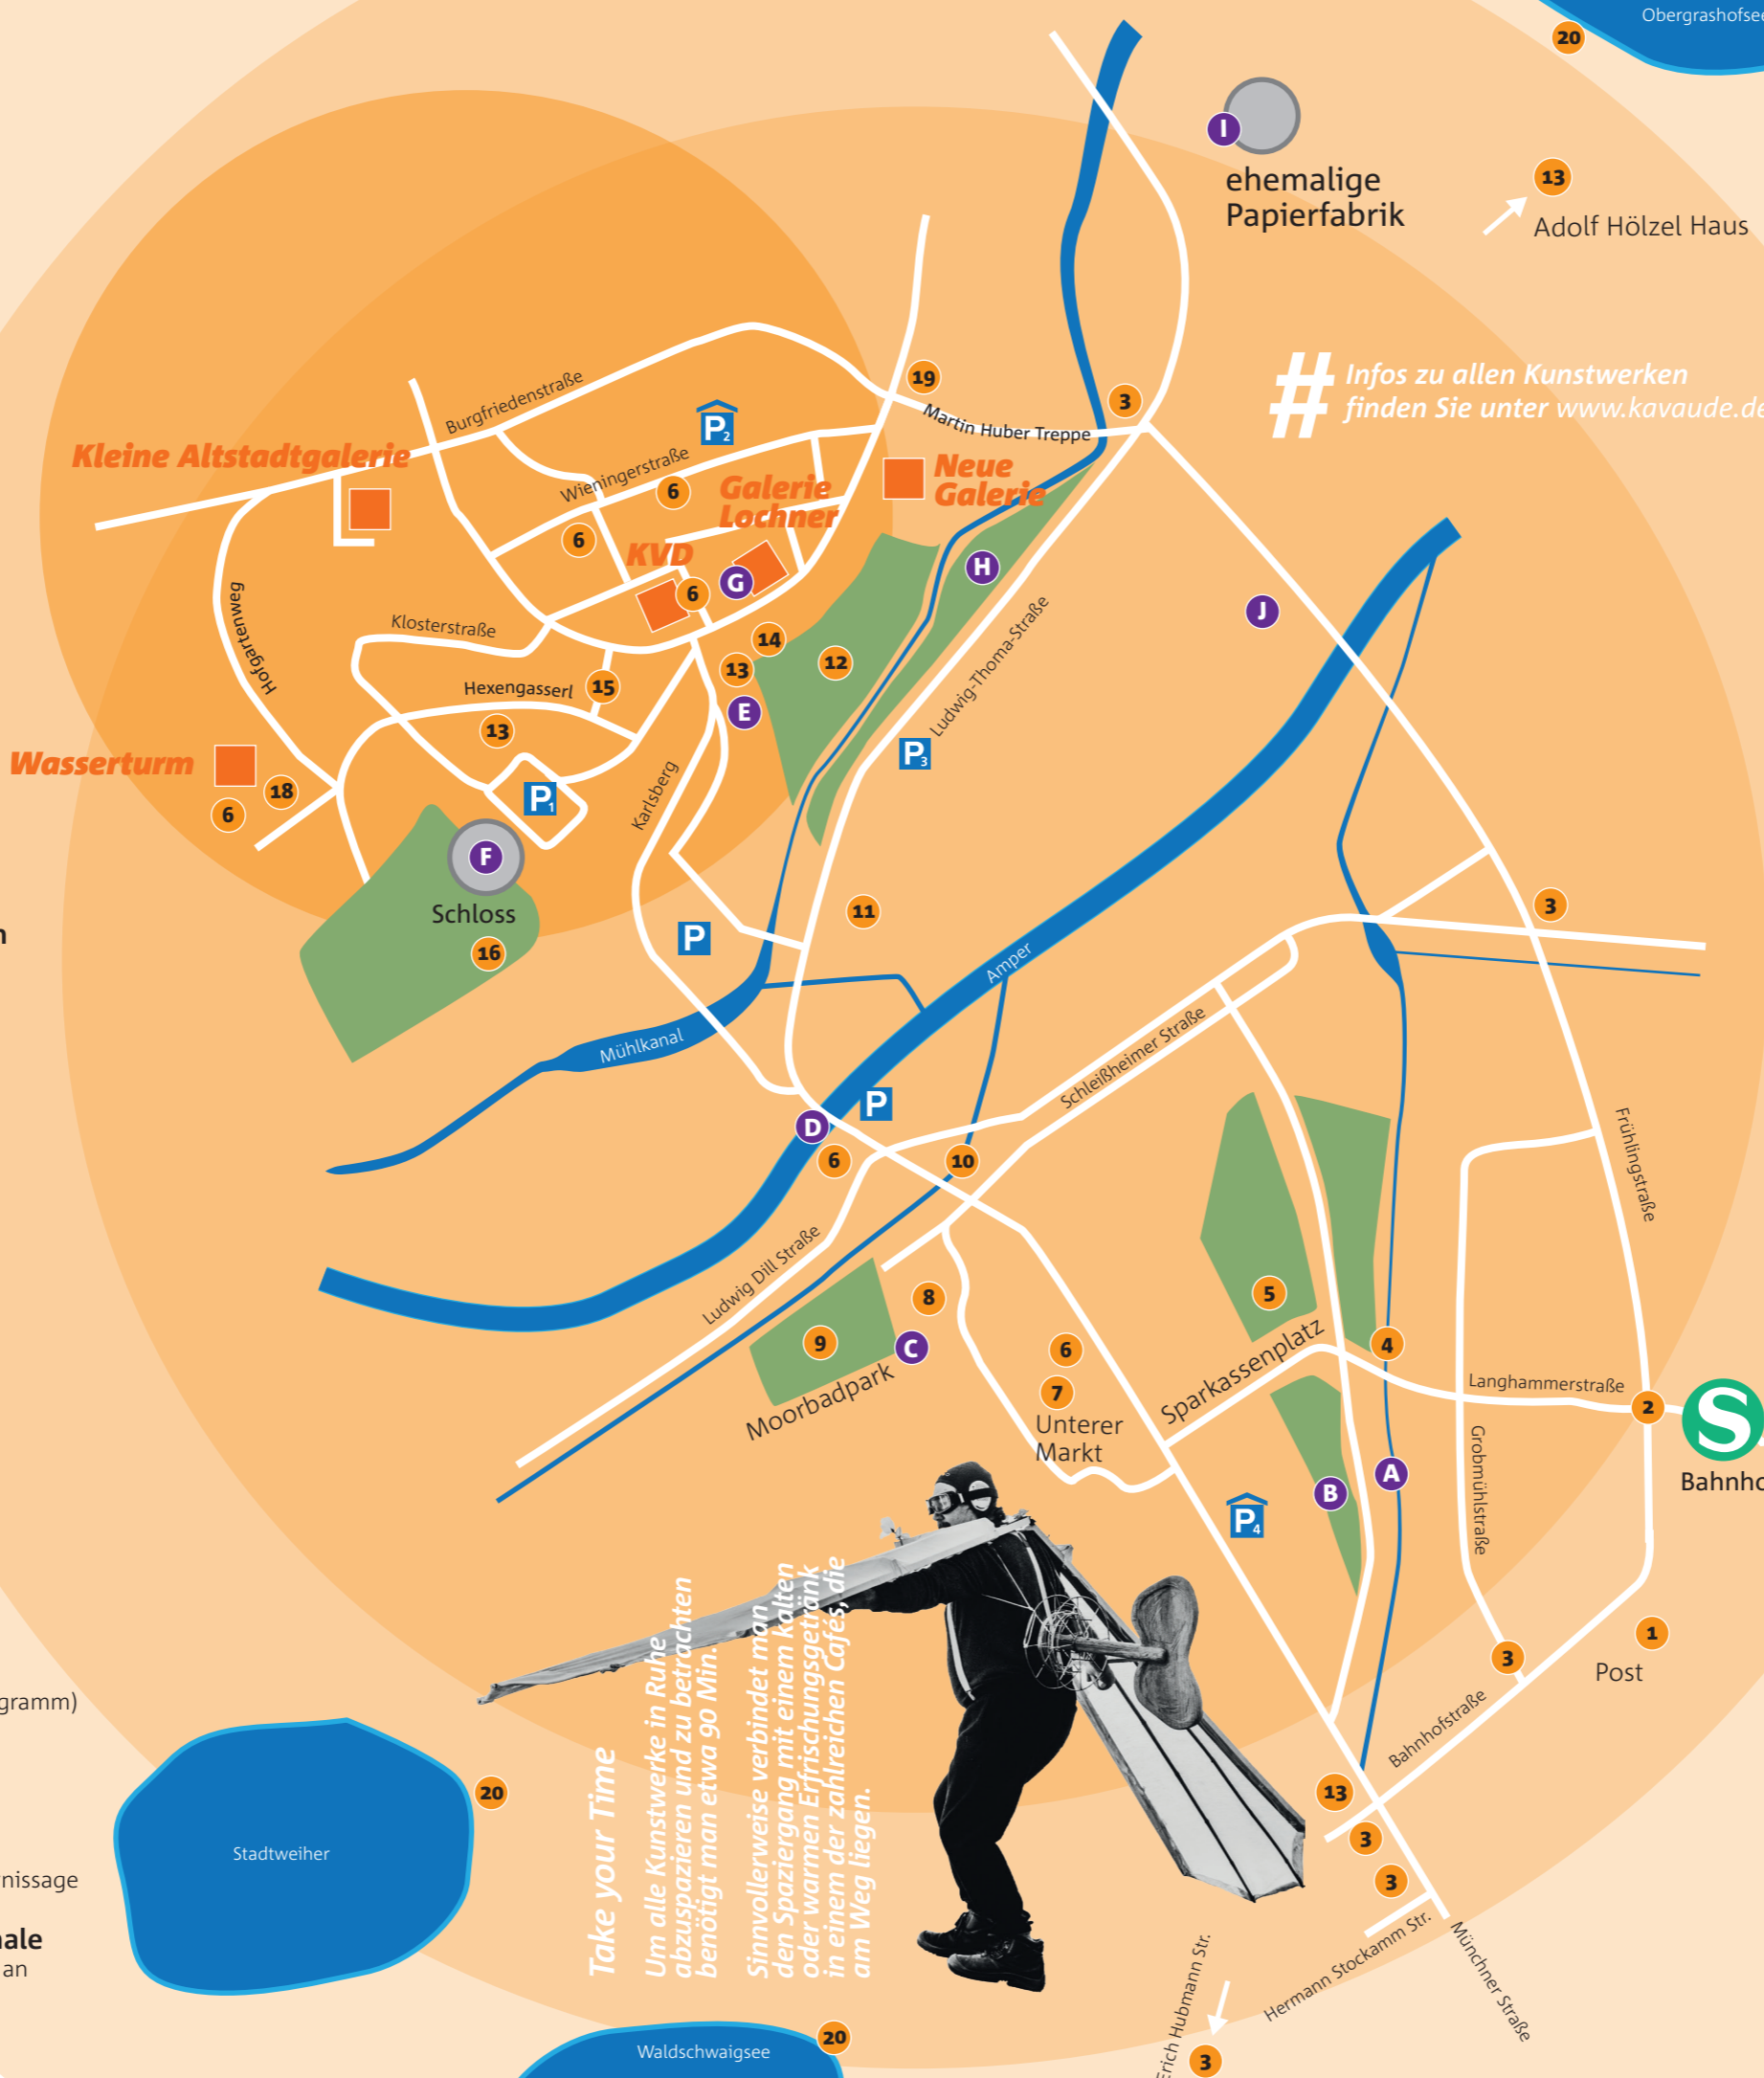 Obergrashofsee
20
I
ehemalige
Papierfabrik
13
Adolf Hölzel Haus
# Infos zu allen Kunstwerken
finden Sie unter www.kavaude.de
19
3
Martin Huber Treppe
Burgfriedenstraße
P2
Kleine Altstadtgalerie
Wieningerstraße
6
6
Galerie
Lochner
Neue
Galerie
KVD
6
G
H
J
Hofgartenweg
Klosterstraße
14
13
12
E
Hexengasserl
15
13
Ludwig-Thoma-Straße
P3
Wasserturm
18
6
P1
Karlsberg
F
Schloss
16
11
3
P
Amper
Mühlkanal
Schleißheimer Straße
P
D
6
10
Frühlingstraße
Ludwig Dill Straße
8
9
C
Moorbadpark
5
4
6
7
Unterer
Markt
Sparkassenplatz
Langhammerstraße
2
S
Bahnho
Grobmühlstraße
A
B
P4
1
Post
3
Bahnhofstraße
13
3
3
Hermann Stockamm Str.
Münchner Straße
Erich Hubmann Str.
3
Take your Time
Um alle Kunstwerke in Ruhe
abzuspazieren und zu betrachten
benötigt man etwa 90 Min.
Sinnvollerweise verbindet man
den Spaziergang mit einem kalten
oder warmen Erfrischungsgetränk
in einem der zahlreichen Cafés, die
am Weg liegen.
20
Stadtweiher
20
Waldschwaigsee
n
gramm)
nissage
ale
an